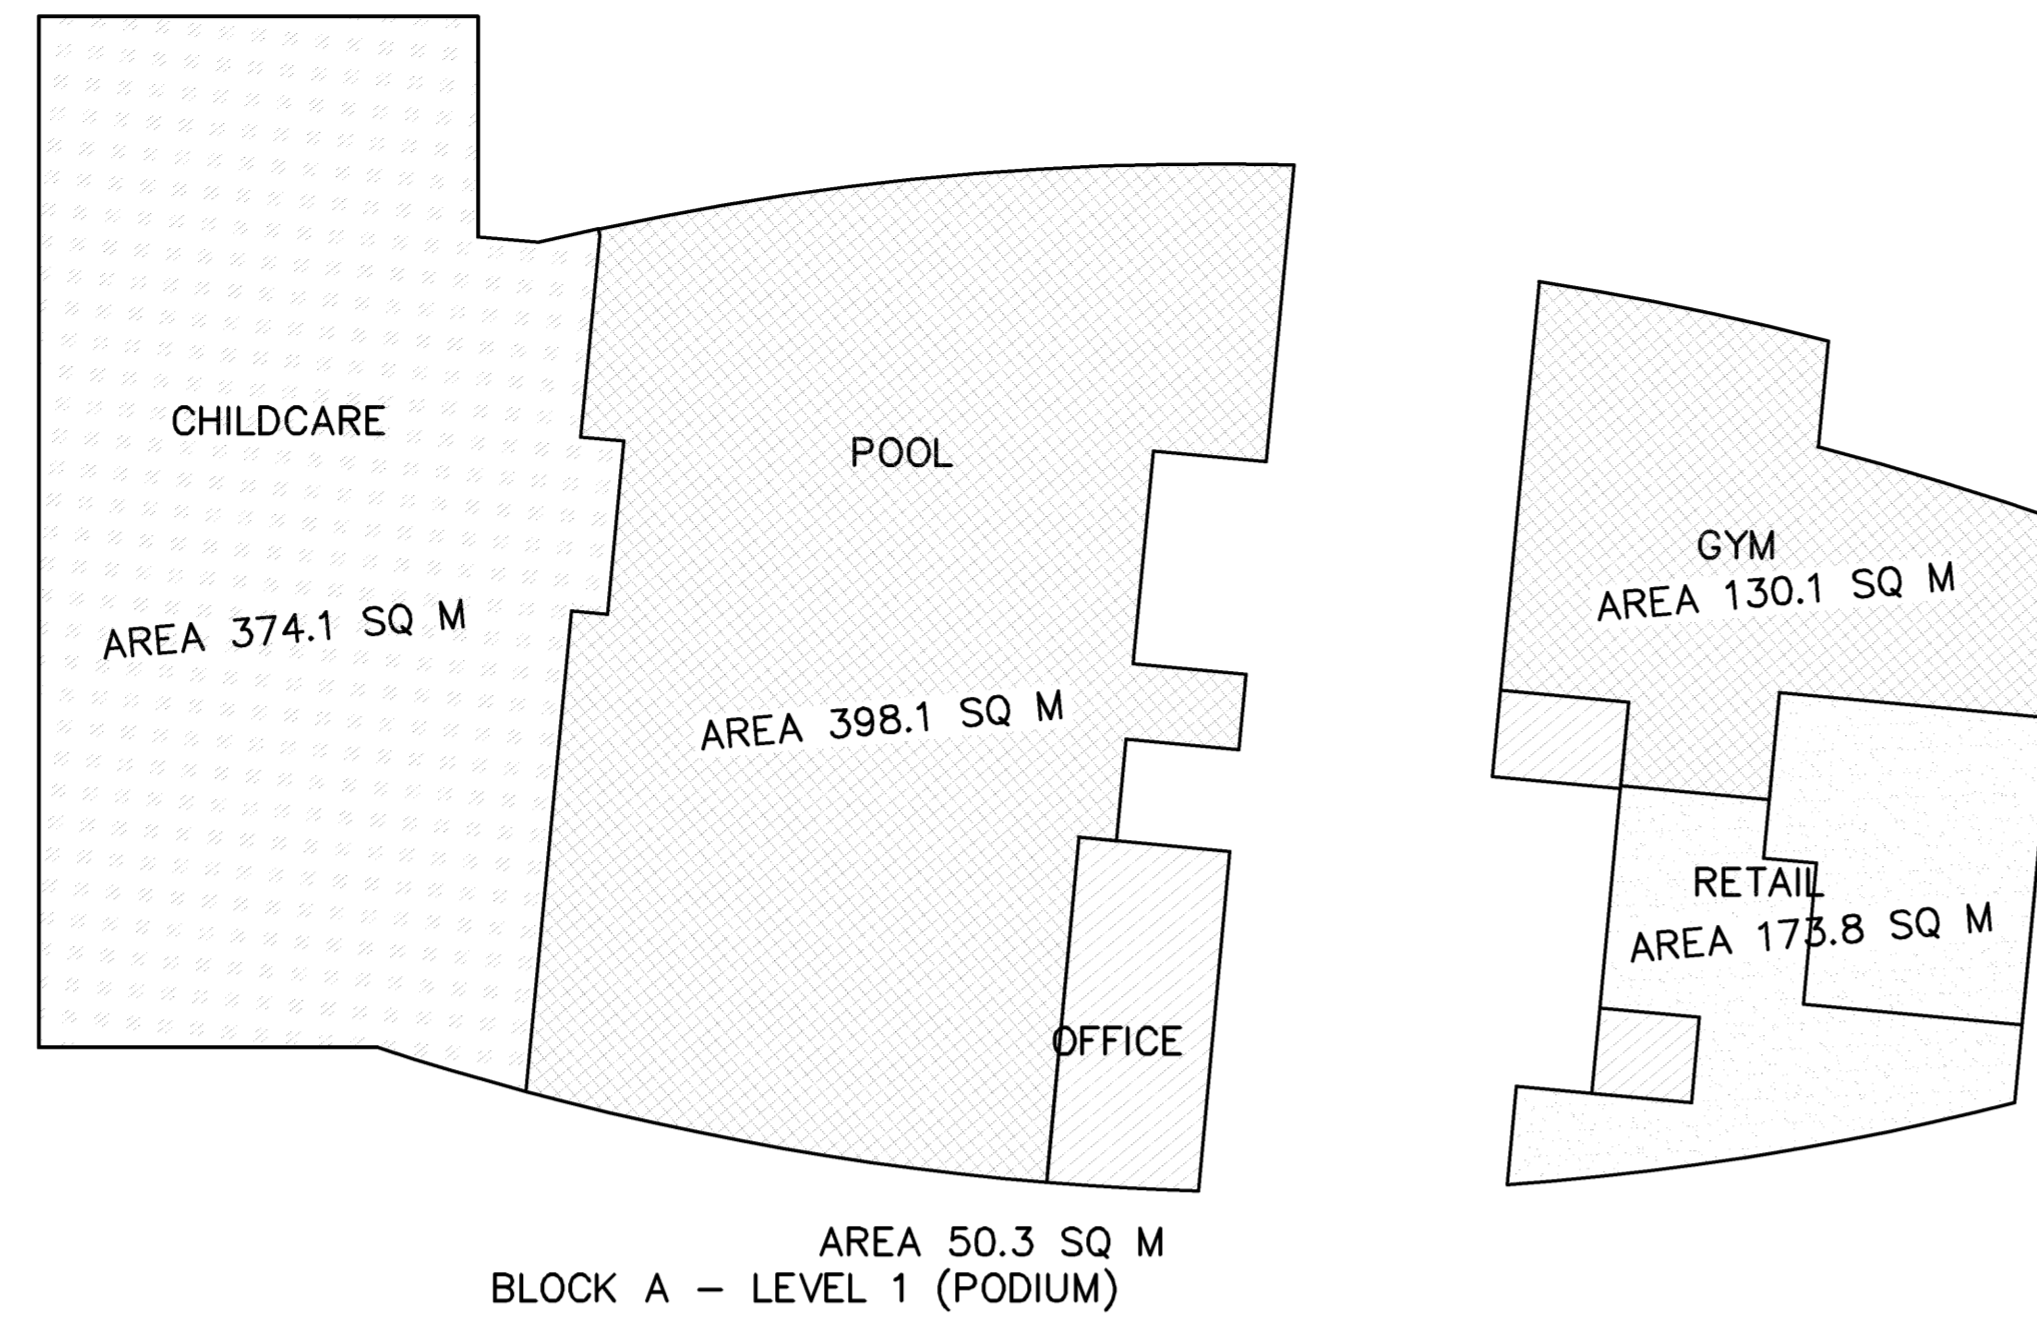 CHILDCARE
AREA 374.1 SQ M
POOL
AREA 398.1 SQ M
OFFICE
AREA 50.3 SQ M
GYM
AREA 130.1 SQ M
RETAIL
AREA 173.8 SQ M
BLOCK A - LEVEL 1 (PODIUM)